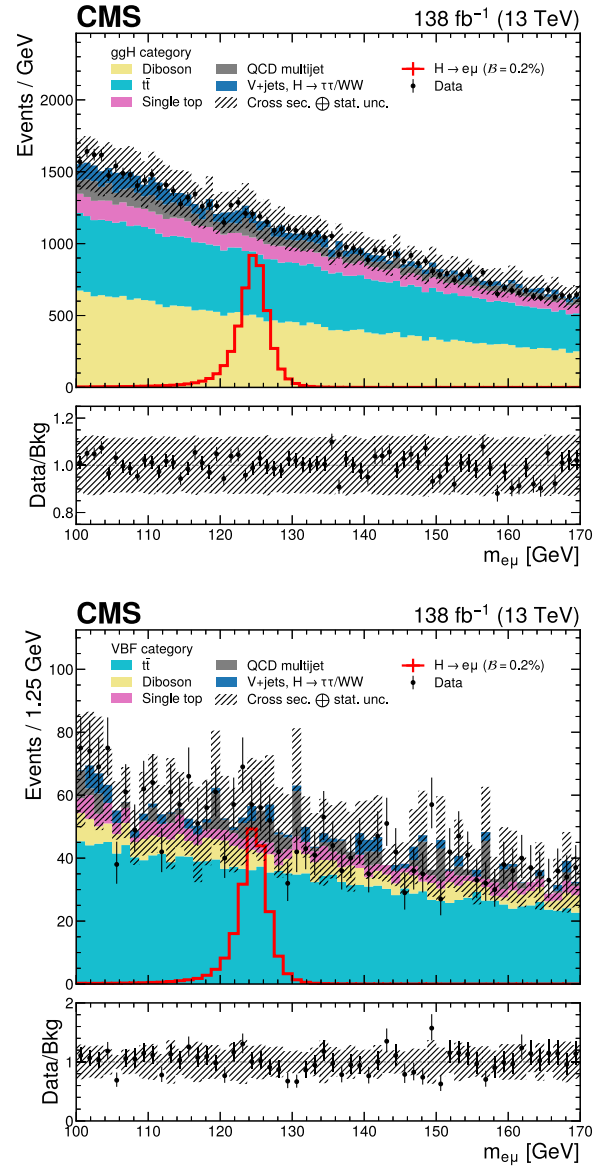 CMS 138 fb⁻¹ (13 TeV)
Events / GeV
ggH category
Diboson
tt̄
Single top
QCD multijet
V+jets, H → ττ/WW
Cross sec. ⊕ stat. unc.
H → eμ (ℬ = 0.2%)
Data
2000
1500
1000
500
0
Data/Bkg
1.2
1.0
0.8
100 110 120 130 140 150 160 170
m_eμ [GeV]
CMS 138 fb⁻¹ (13 TeV)
Events / 1.25 GeV
VBF category
tt̄
Diboson
Single top
QCD multijet
V+jets, H → ττ/WW
Cross sec. ⊕ stat. unc.
H → eμ (ℬ = 0.2%)
Data
100
80
60
40
20
0
Data/Bkg
2
1
0
100 110 120 130 140 150 160 170
m_eμ [GeV]